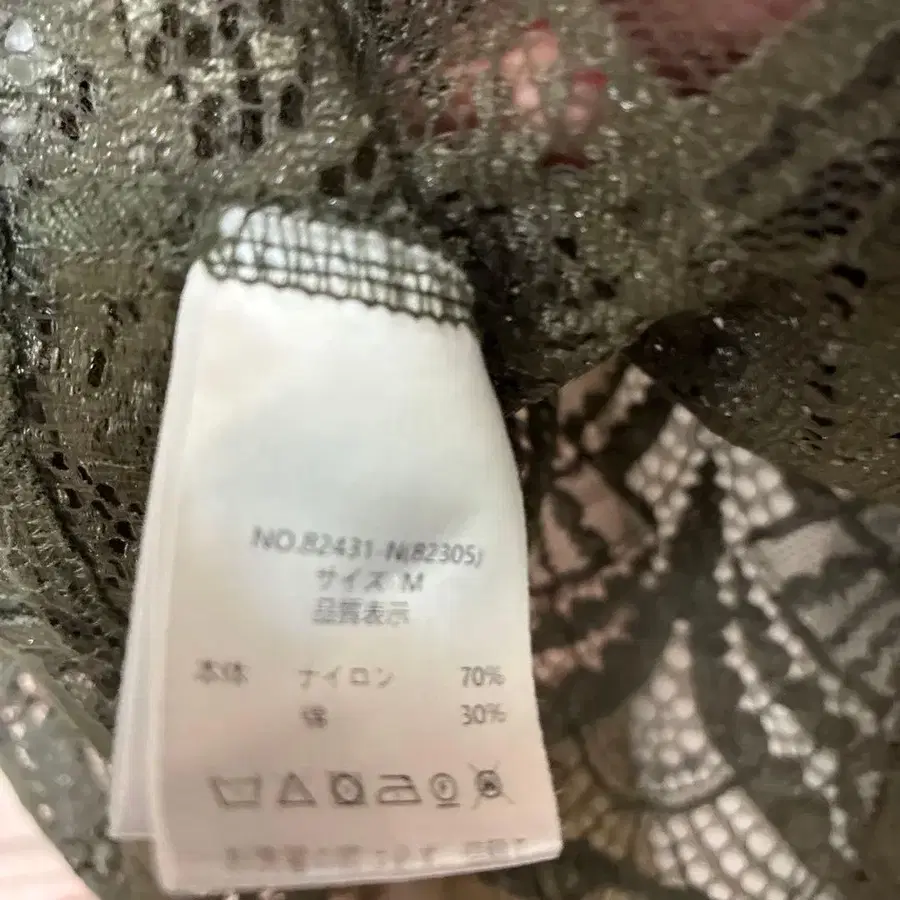 NO.82431-N(82305)
サイズ M
品質表示
本体 ナイロン 70%
綿 30%